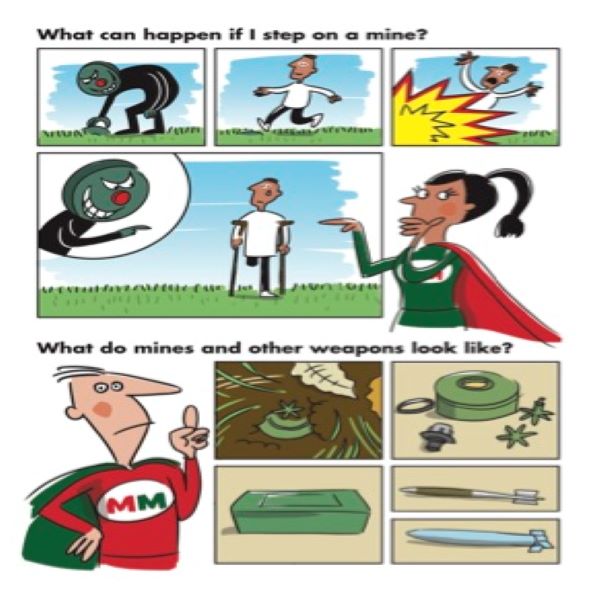 What can happen if I step on a mine?
M
What do mines and other weapons look like?
MM